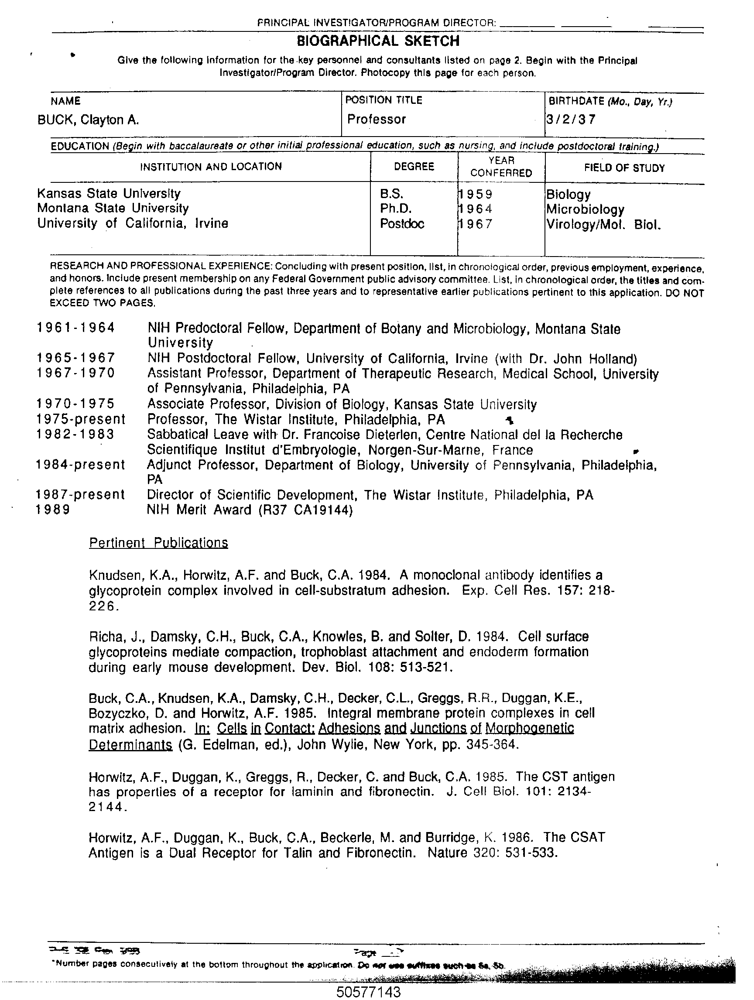 PRINCIPAL INVESTIGATOR/PROGRAM DIRECTOR:
BIOGRAPHICAL SKETCH
Give the following information for the key personnel and consultants listed on page 2. Begin with the Principal
Investigator/Program Director. Photocopy this page for each person.
NAME POSITION TITLE BIRTHDATE (Mo., Day, Yr.)
BUCK, Clayton A. Professor 3/2/37
EDUCATION (Begin with baccalaureate or other initial professional education, such as nursing, and include postdoctoral training.)
INSTITUTION AND LOCATION DEGREE YEAR CONFERRED FIELD OF STUDY
Kansas State University B.S. 1959 Biology
Montana State University Ph.D. 1964 Microbiology
University of California, Irvine Postdoc 1967 Virology/Mol. Biol.
RESEARCH AND PROFESSIONAL EXPERIENCE: Concluding with present position, list, in chronological order, previous employment, experience,
and honors. Include present membership on any Federal Government public advisory committee. List, in chronological order, the titles and com-
plete references to all publications during the past three years and to representative earlier publications pertinent to this application. DO NOT
EXCEED TWO PAGES.
1961-1964 NIH Predoctoral Fellow, Department of Botany and Microbiology, Montana State
University
1965-1967 NIH Postdoctoral Fellow, University of California, Irvine (with Dr. John Holland)
1967-1970 Assistant Professor, Department of Therapeutic Research, Medical School, University
of Pennsylvania, Philadelphia, PA
1970-1975 Associate Professor, Division of Biology, Kansas State University
1975-present Professor, The Wistar Institute, Philadelphia, PA
1982-1983 Sabbatical Leave with Dr. Francoise Dieterlen, Centre National del la Recherche
Scientifique Institut d'Embryologie, Norgen-Sur-Marne, France
1984-present Adjunct Professor, Department of Biology, University of Pennsylvania, Philadelphia,
PA
1987-present Director of Scientific Development, The Wistar Institute, Philadelphia, PA
1989 NIH Merit Award (R37 CA19144)
Pertinent Publications
Knudsen, K.A., Horwitz, A.F. and Buck, C.A. 1984. A monoclonal antibody identifies a
glycoprotein complex involved in cell-substratum adhesion. Exp. Cell Res. 157: 218-
226.
Richa, J., Damsky, C.H., Buck, C.A., Knowles, B. and Solter, D. 1984. Cell surface
glycoproteins mediate compaction, trophoblast attachment and endoderm formation
during early mouse development. Dev. Biol. 108: 513-521.
Buck, C.A., Knudsen, K.A., Damsky, C.H., Decker, C.L., Greggs, R.R., Duggan, K.E.,
Bozyczko, D. and Horwitz, A.F. 1985. Integral membrane protein complexes in cell
matrix adhesion. In: Cells in Contact: Adhesions and Junctions of Morphogenetic
Determinants (G. Edelman, ed.), John Wylie, New York, pp. 345-364.
Horwitz, A.F., Duggan, K., Greggs, R., Decker, C. and Buck, C.A. 1985. The CST antigen
has properties of a receptor for laminin and fibronectin. J. Cell Biol. 101: 2134-
2144.
Horwitz, A.F., Duggan, K., Buck, C.A., Beckerle, M. and Burridge, K. 1986. The CSAT
Antigen is a Dual Receptor for Talin and Fibronectin. Nature 320: 531-533.
Page
*Number pages consecutively at the bottom throughout the application. Do not use suffixes such as 5a, 5b.
50577143